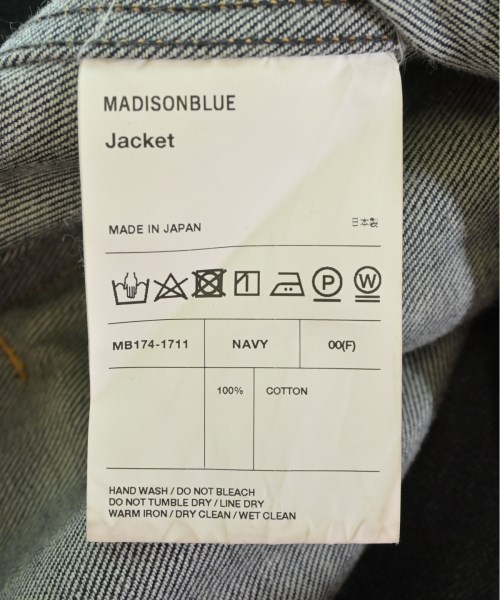 MADISONBLUE
Jacket
MADE IN JAPAN
日本製
P
W
MB174-1711 NAVY 00(F)
100% COTTON
HAND WASH / DO NOT BLEACH
DO NOT TUMBLE DRY / LINE DRY
WARM IRON / DRY CLEAN / WET CLEAN